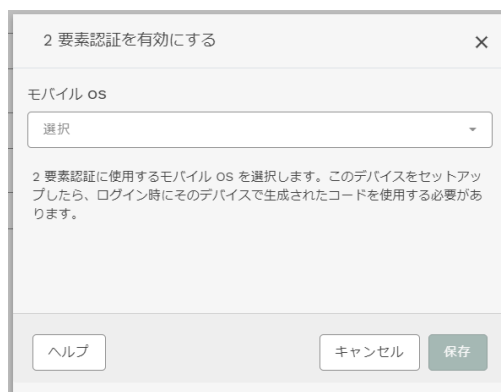 2 要素認証を有効にする
モバイル OS
選択
2 要素認証に使用するモバイル OS を選択します。このデバイスをセットアッ
プしたら、ログイン時にそのデバイスで生成されたコードを使用する必要があ
ります。
ヘルプ
キャンセル
保存